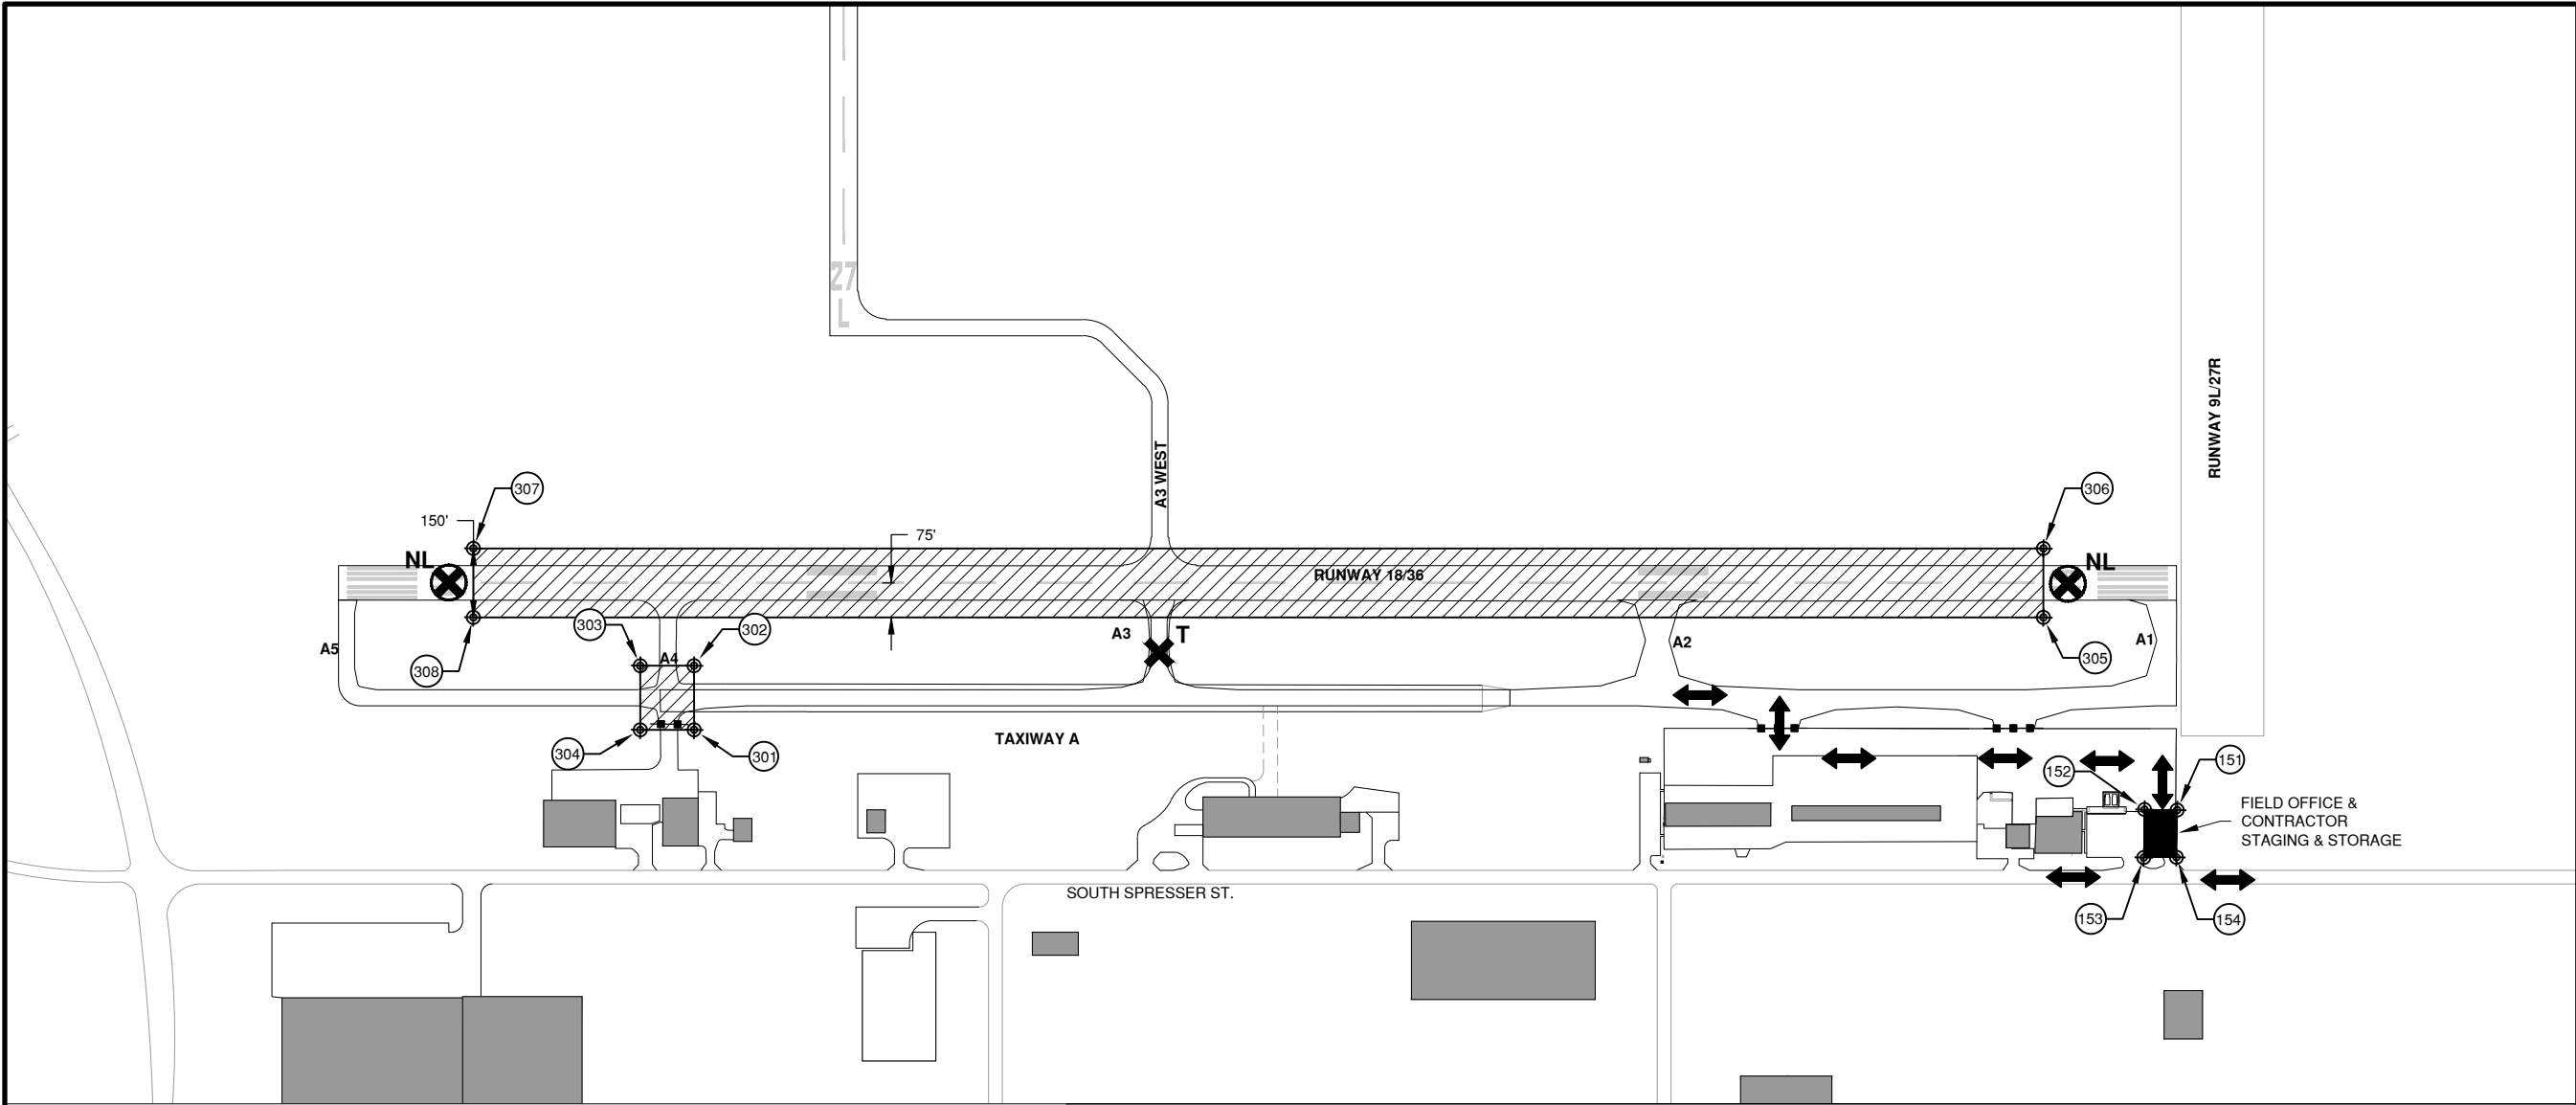 27
L
RUNWAY 9L/27R
A3 WEST
307
306
150'
75'
NL
NL
RUNWAY 18/36
303
302
A3
T
A2
A1
A5
308
A4
305
304
301
TAXIWAY A
152
151
FIELD OFFICE &
CONTRACTOR
STAGING & STORAGE
SOUTH SPRESSER ST.
153
154